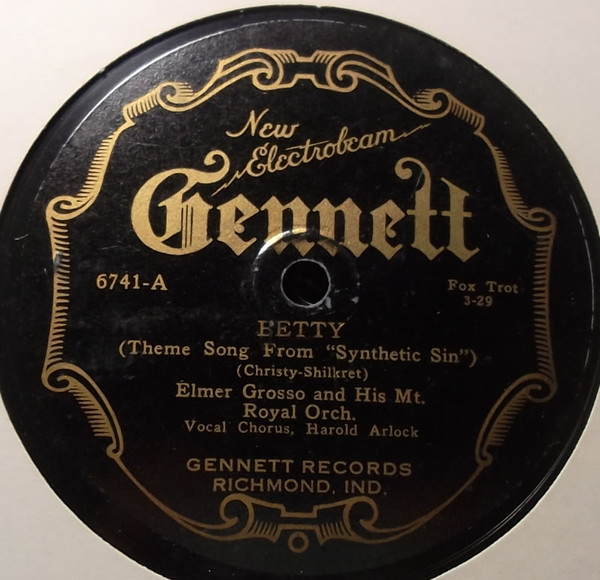 New
Electrobeam
Gennett
6741-A
Fox Trot
3-29
BETTY
(Theme Song From "Synthetic Sin")
(Christy-Shilkret)
Elmer Grosso and His Mt.
Royal Orch.
Vocal Chorus, Harold Arlock
GENNETT RECORDS
RICHMOND, IND.